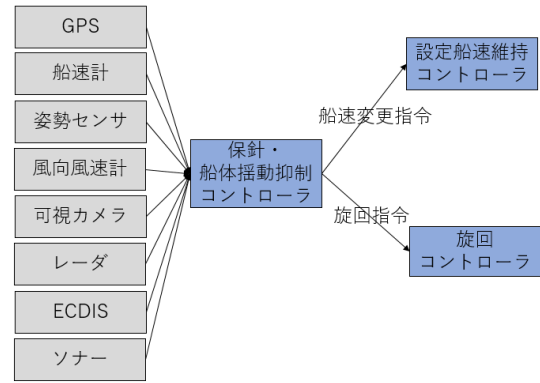 GPS
船速計
姿勢センサ
風向風速計
可視カメラ
レーダ
ECDIS
ソナー
保針・
船体揺動抑制
コントローラ
船速変更指令
旋回指令
設定船速維持
コントローラ
旋回
コントローラ